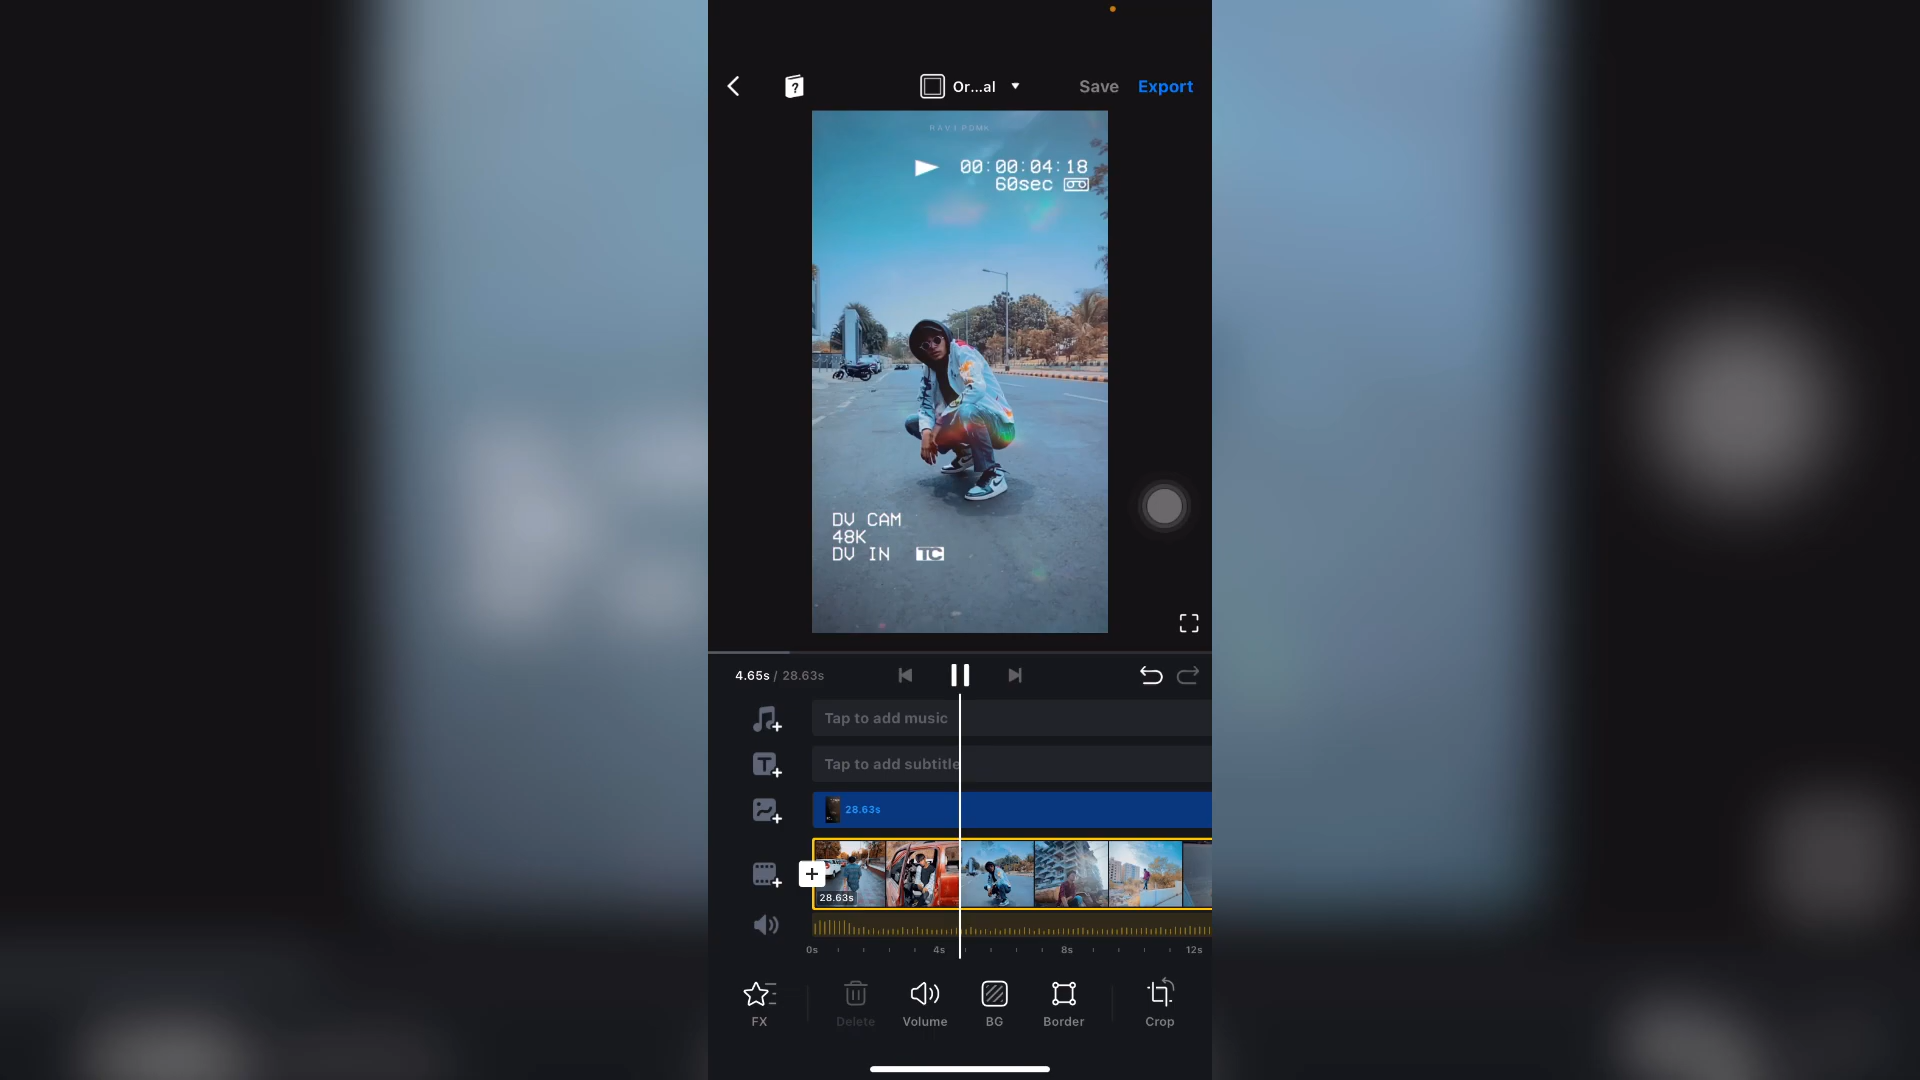 Or...al ▼ Save Export
RAVI PDMK
00:00:04:18
60sec
DV CAM
48K
DV IN TC
4.65s / 28.63s
Tap to add music
Tap to add subtitle
28.63s
28.63s
0s 4s 8s 12s
FX Delete Volume BG Border Crop